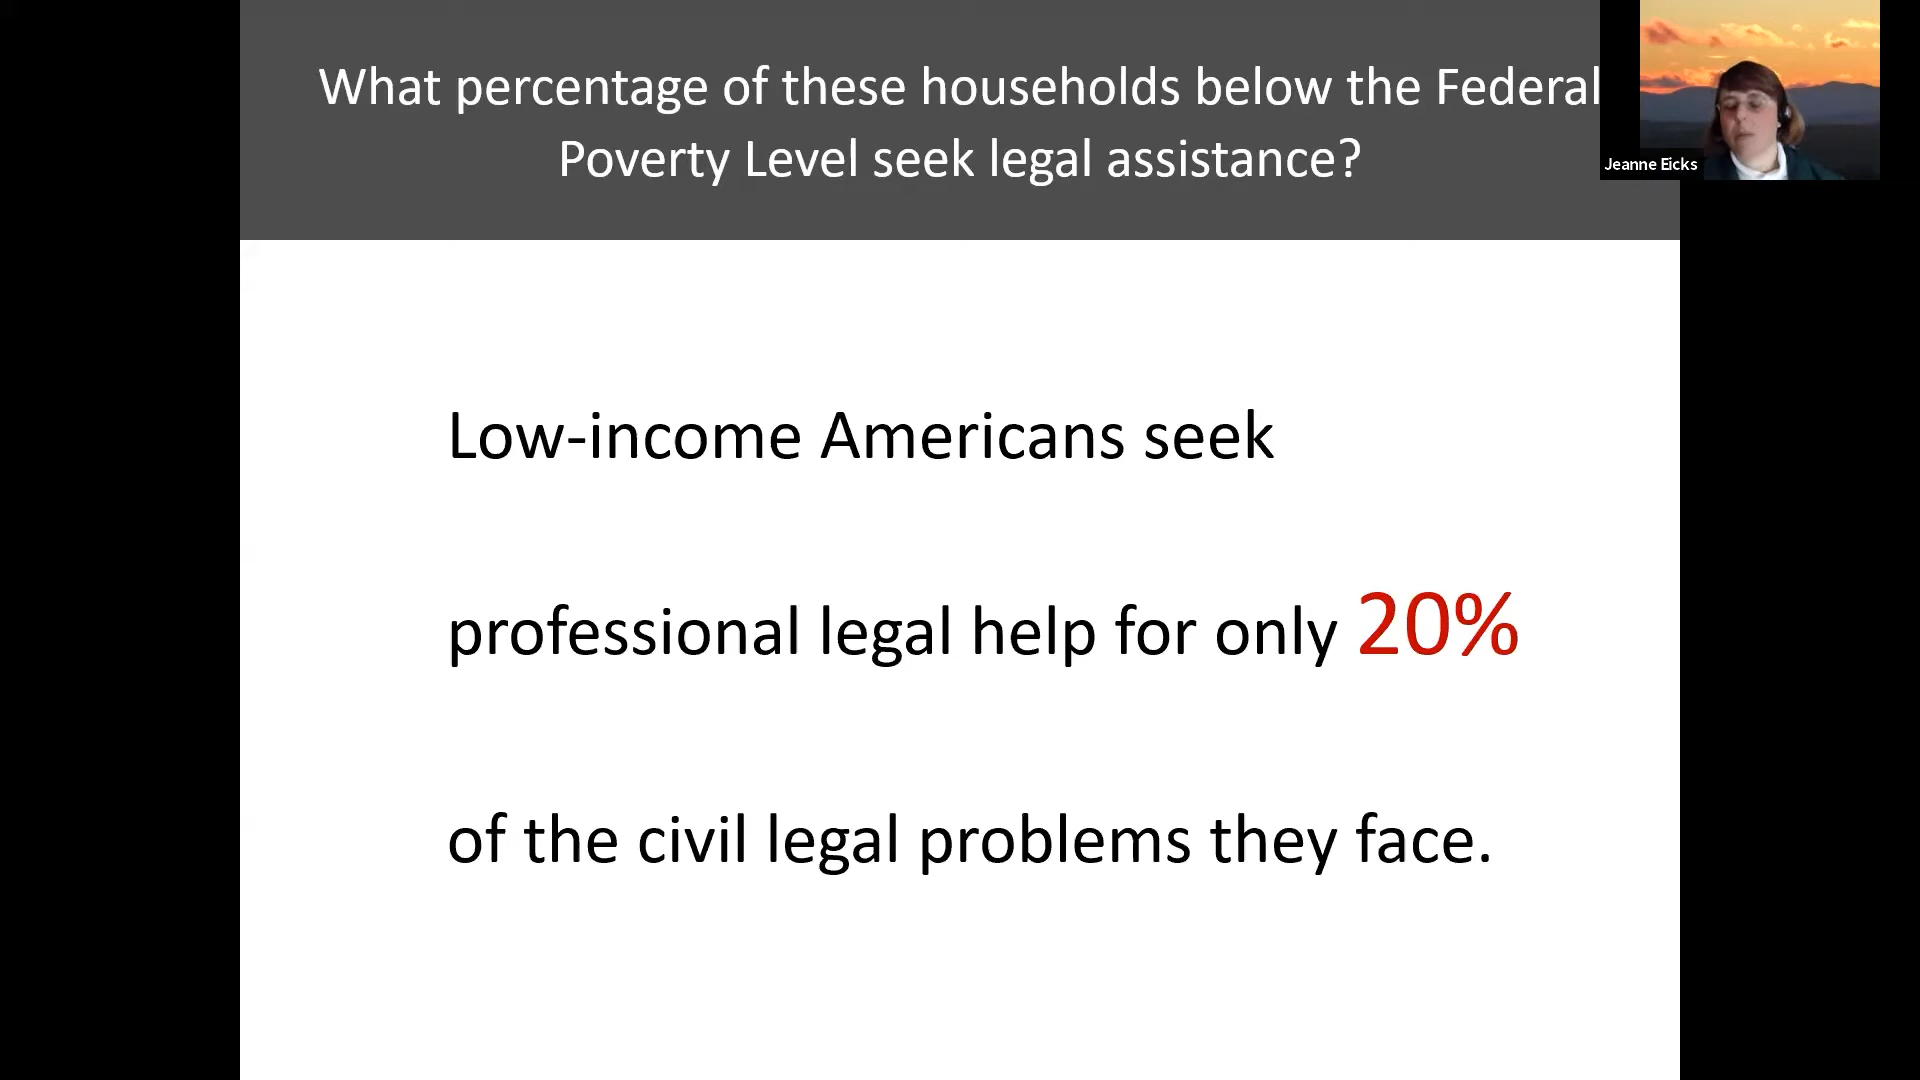 What percentage of these households below the Federal
Poverty Level seek legal assistance?
Jeanne Eicks
Low-income Americans seek
professional legal help for only 20%
of the civil legal problems they face.